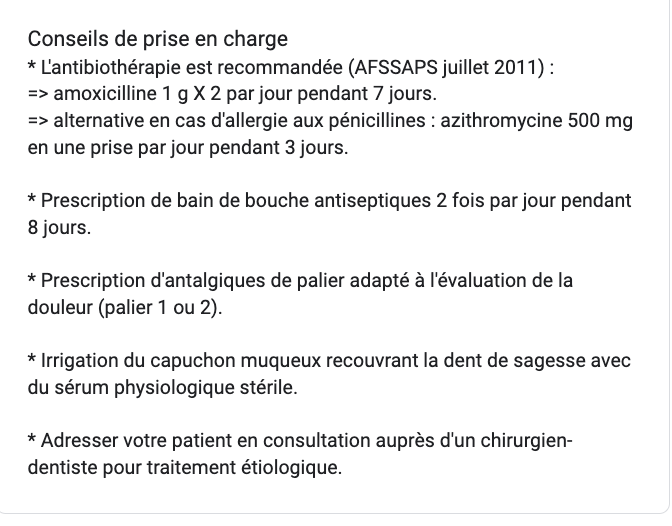 Conseils de prise en charge
* L'antibiothérapie est recommandée (AFSSAPS juillet 2011) :
=> amoxicilline 1 g X 2 par jour pendant 7 jours.
=> alternative en cas d'allergie aux pénicillines : azithromycine 500 mg
en une prise par jour pendant 3 jours.
* Prescription de bain de bouche antiseptiques 2 fois par jour pendant
8 jours.
* Prescription d'antalgiques de palier adapté à l'évaluation de la
douleur (palier 1 ou 2).
* Irrigation du capuchon muqueux recouvrant la dent de sagesse avec
du sérum physiologique stérile.
* Adresser votre patient en consultation auprès d'un chirurgien-
dentiste pour traitement étiologique.